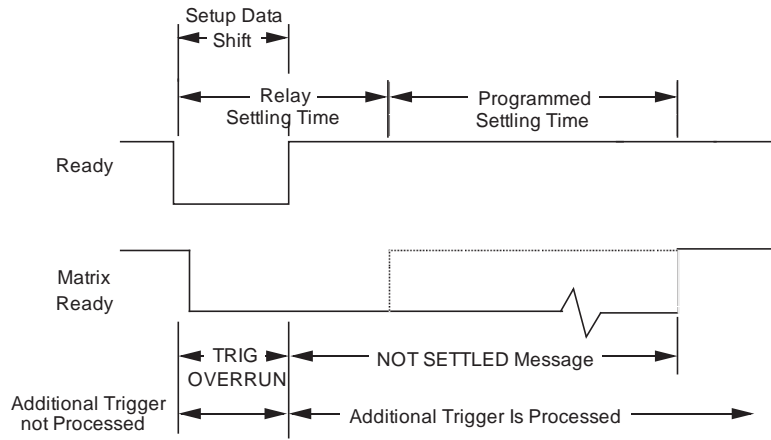 Setup Data
Shift
Relay
Settling Time
Programmed
Settling Time
Ready
Matrix
Ready
TRIG
OVERRUN
NOT SETTLED Message
Additional Trigger
not Processed
Additional Trigger Is Processed